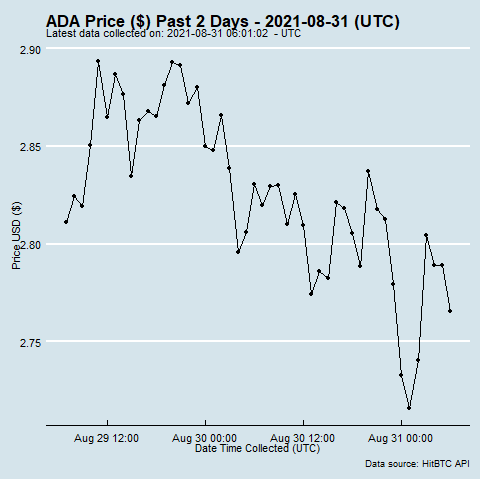 ADA Price ($) Past 2 Days - 2021-08-31 (UTC)
Latest data collected on: 2021-08-31 06:01:02 - UTC
2.90
2.85
2.80
2.75
Price USD ($)
Aug 29 12:00 Aug 30 00:00 Aug 30 12:00 Aug 31 00:00
Date Time Collected (UTC)
Data source: HitBTC API